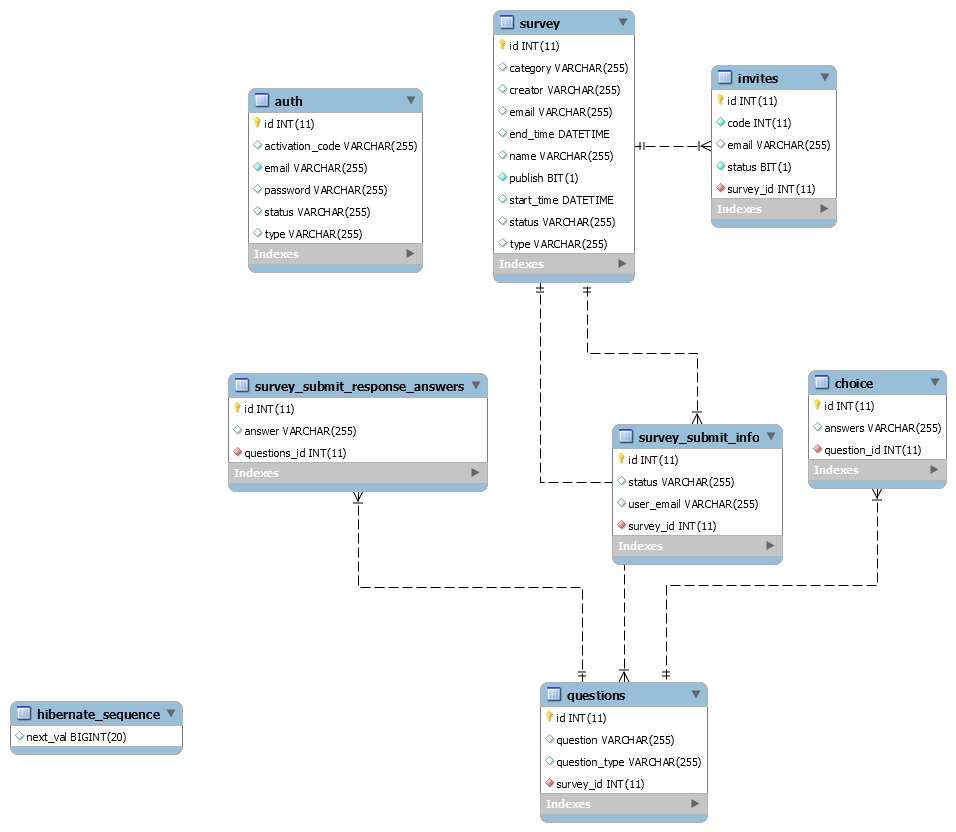 survey
id INT(11)
category VARCHAR(255)
creator VARCHAR(255)
email VARCHAR(255)
end_time DATETIME
name VARCHAR(255)
publish BIT(1)
start_time DATETIME
status VARCHAR(255)
type VARCHAR(255)
Indexes
invites
id INT(11)
code INT(11)
email VARCHAR(255)
status BIT(1)
survey_id INT(11)
Indexes
auth
id INT(11)
activation_code VARCHAR(255)
email VARCHAR(255)
password VARCHAR(255)
status VARCHAR(255)
type VARCHAR(255)
Indexes
survey_submit_response_answers
id INT(11)
answer VARCHAR(255)
questions_id INT(11)
Indexes
choice
id INT(11)
answers VARCHAR(255)
question_id INT(11)
Indexes
survey_submit_info
id INT(11)
status VARCHAR(255)
user_email VARCHAR(255)
survey_id INT(11)
Indexes
questions
id INT(11)
question VARCHAR(255)
question_type VARCHAR(255)
survey_id INT(11)
Indexes
hibernate_sequence
next_val BIGINT(20)